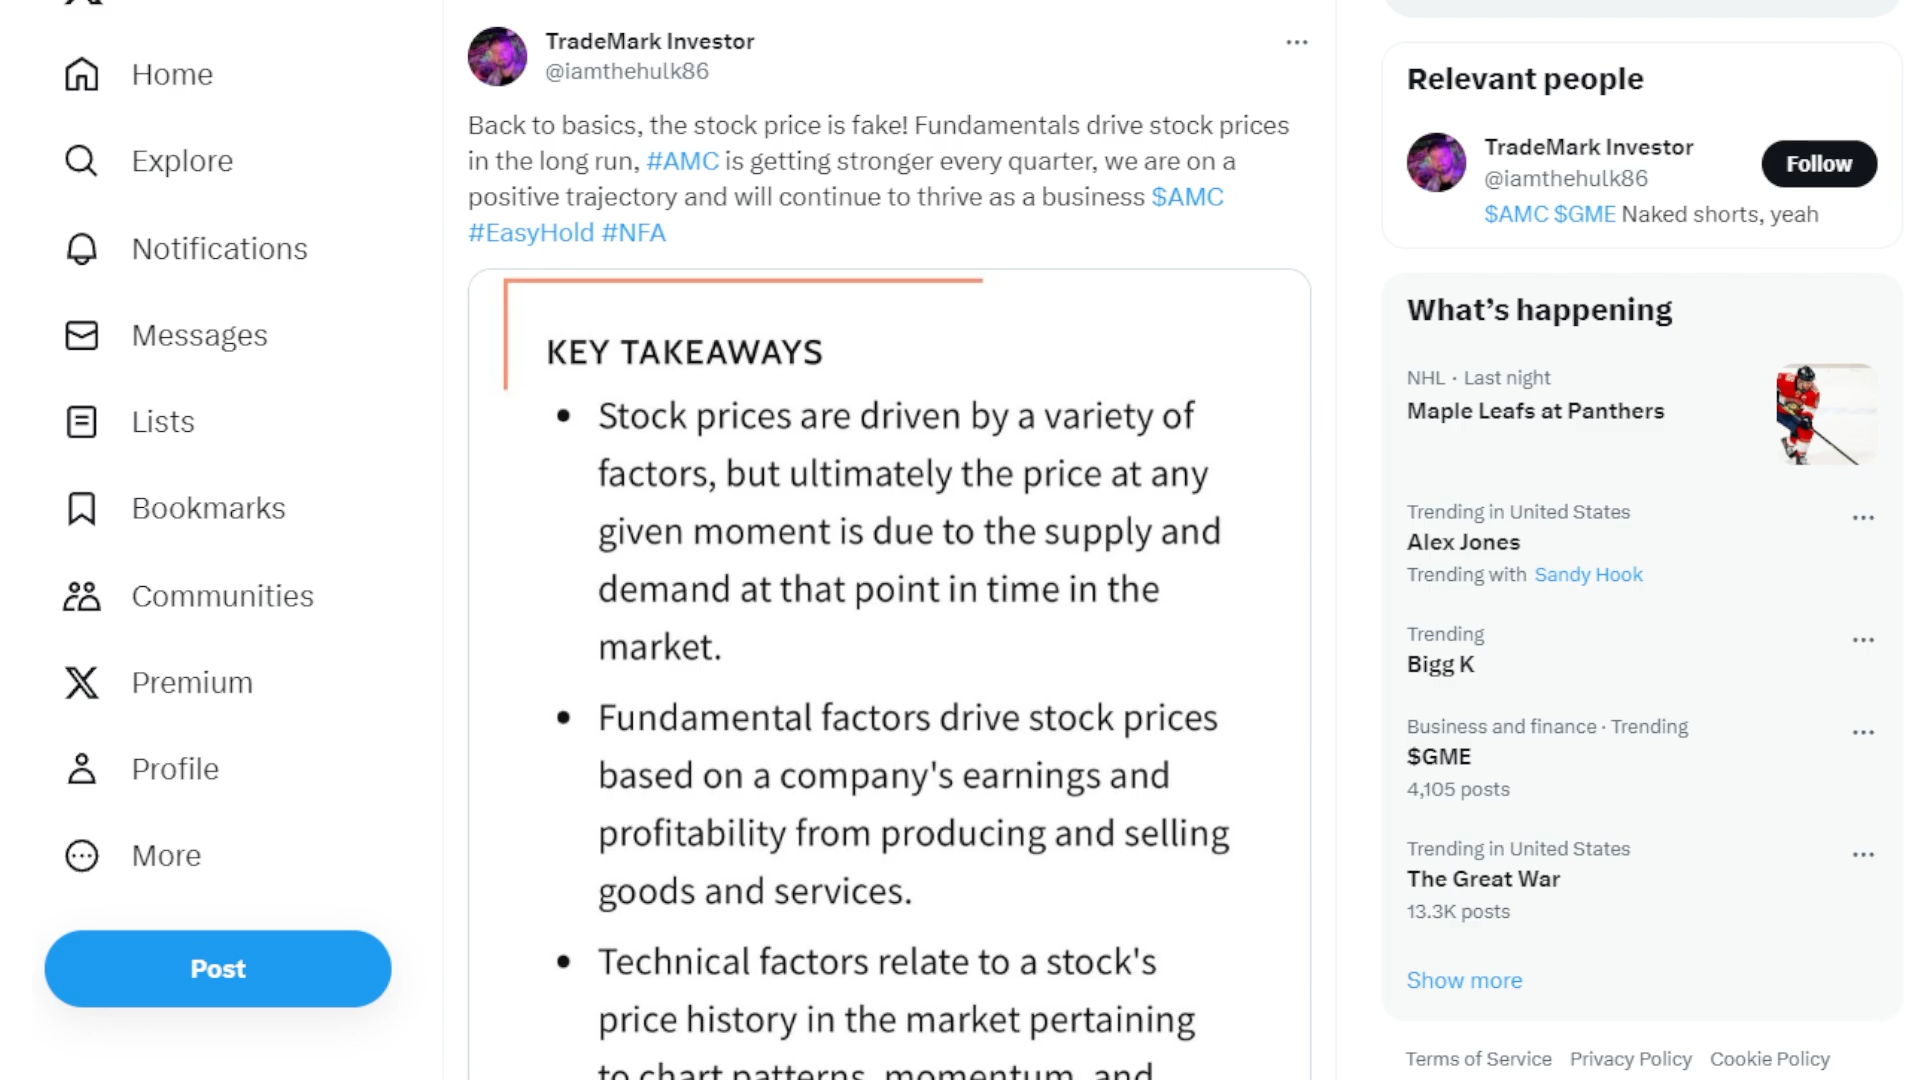 Home
Explore
Notifications
Messages
Lists
Bookmarks
Communities
Premium
Profile
More
Post
TradeMark Investor
@iamthehulk86
Back to basics, the stock price is fake! Fundamentals drive stock prices
in the long run, #AMC is getting stronger every quarter, we are on a
positive trajectory and will continue to thrive as a business $AMC
#EasyHold #NFA
KEY TAKEAWAYS
• Stock prices are driven by a variety of
factors, but ultimately the price at any
given moment is due to the supply and
demand at that point in time in the
market.
• Fundamental factors drive stock prices
based on a company's earnings and
profitability from producing and selling
goods and services.
• Technical factors relate to a stock's
price history in the market pertaining
to chart patterns, momentum, and
Relevant people
TradeMark Investor
@iamthehulk86
Follow
$AMC $GME Naked shorts, yeah
What's happening
NHL · Last night
Maple Leafs at Panthers
Trending in United States
Alex Jones
Trending with Sandy Hook
Trending
Bigg K
Business and finance · Trending
$GME
4,105 posts
Trending in United States
The Great War
13.3K posts
Show more
Terms of Service Privacy Policy Cookie Policy